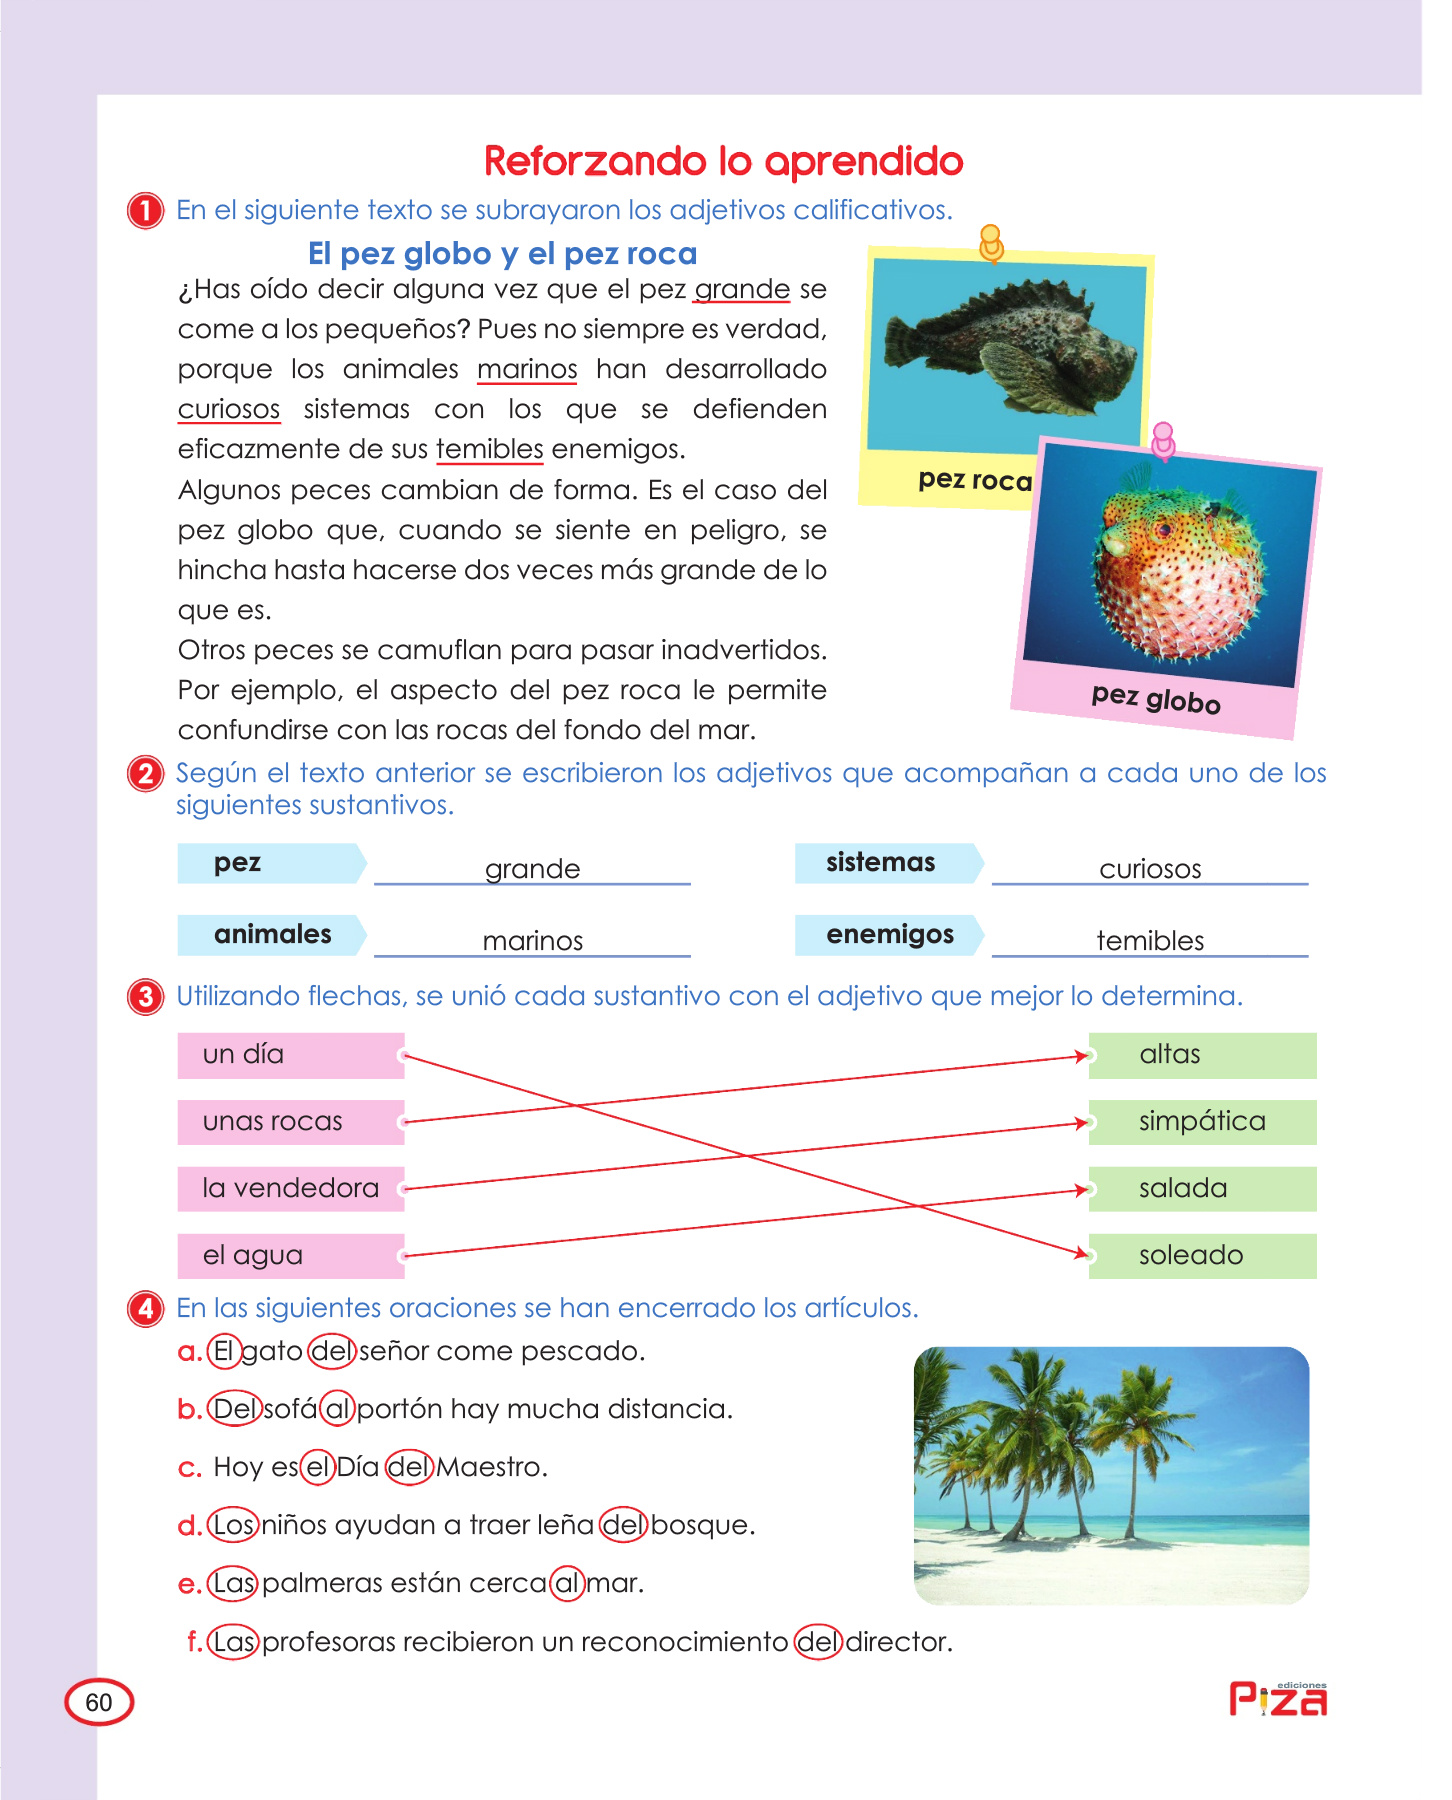 Reforzando lo aprendido
1 En el siguiente texto se subrayaron los adjetivos calificativos.
El pez globo y el pez roca
¿Has oído decir alguna vez que el pez grande se
come a los pequeños? Pues no siempre es verdad,
porque los animales marinos han desarrollado
curiosos sistemas con los que se defienden
eficazmente de sus temibles enemigos.
Algunos peces cambian de forma. Es el caso del
pez globo que, cuando se siente en peligro, se
hincha hasta hacerse dos veces más grande de lo
que es.
Otros peces se camuflan para pasar inadvertidos.
Por ejemplo, el aspecto del pez roca le permite
confundirse con las rocas del fondo del mar.
pez roca
pez globo
2 Según el texto anterior se escribieron los adjetivos que acompañan a cada uno de los
siguientes sustantivos.
pez grande sistemas curiosos
animales marinos enemigos temibles
3 Utilizando flechas, se unió cada sustantivo con el adjetivo que mejor lo determina.
un día altas
unas rocas simpática
la vendedora salada
el agua soleado
4 En las siguientes oraciones se han encerrado los artículos.
a. El gato del señor come pescado.
b. Del sofá al portón hay mucha distancia.
c. Hoy es el Día del Maestro.
d. Los niños ayudan a traer leña del bosque.
e. Las palmeras están cerca al mar.
f. Las profesoras recibieron un reconocimiento del director.
60
ediciones
Piza